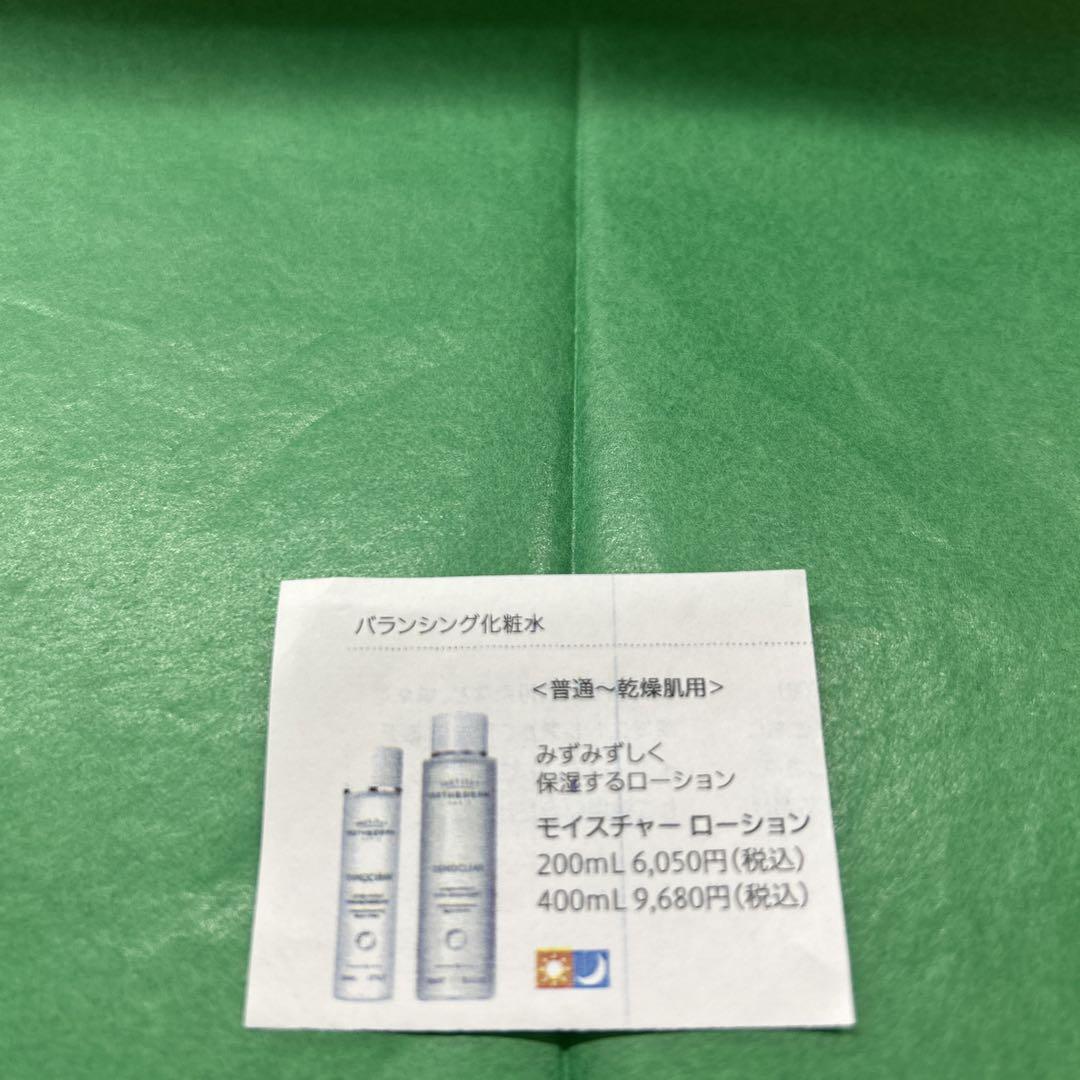 バランシング化粧水
＜普通～乾燥肌用＞
みずみずしく
保湿するローション
モイスチャー ローション
200mL 6,050円(税込)
400mL 9,680円(税込)